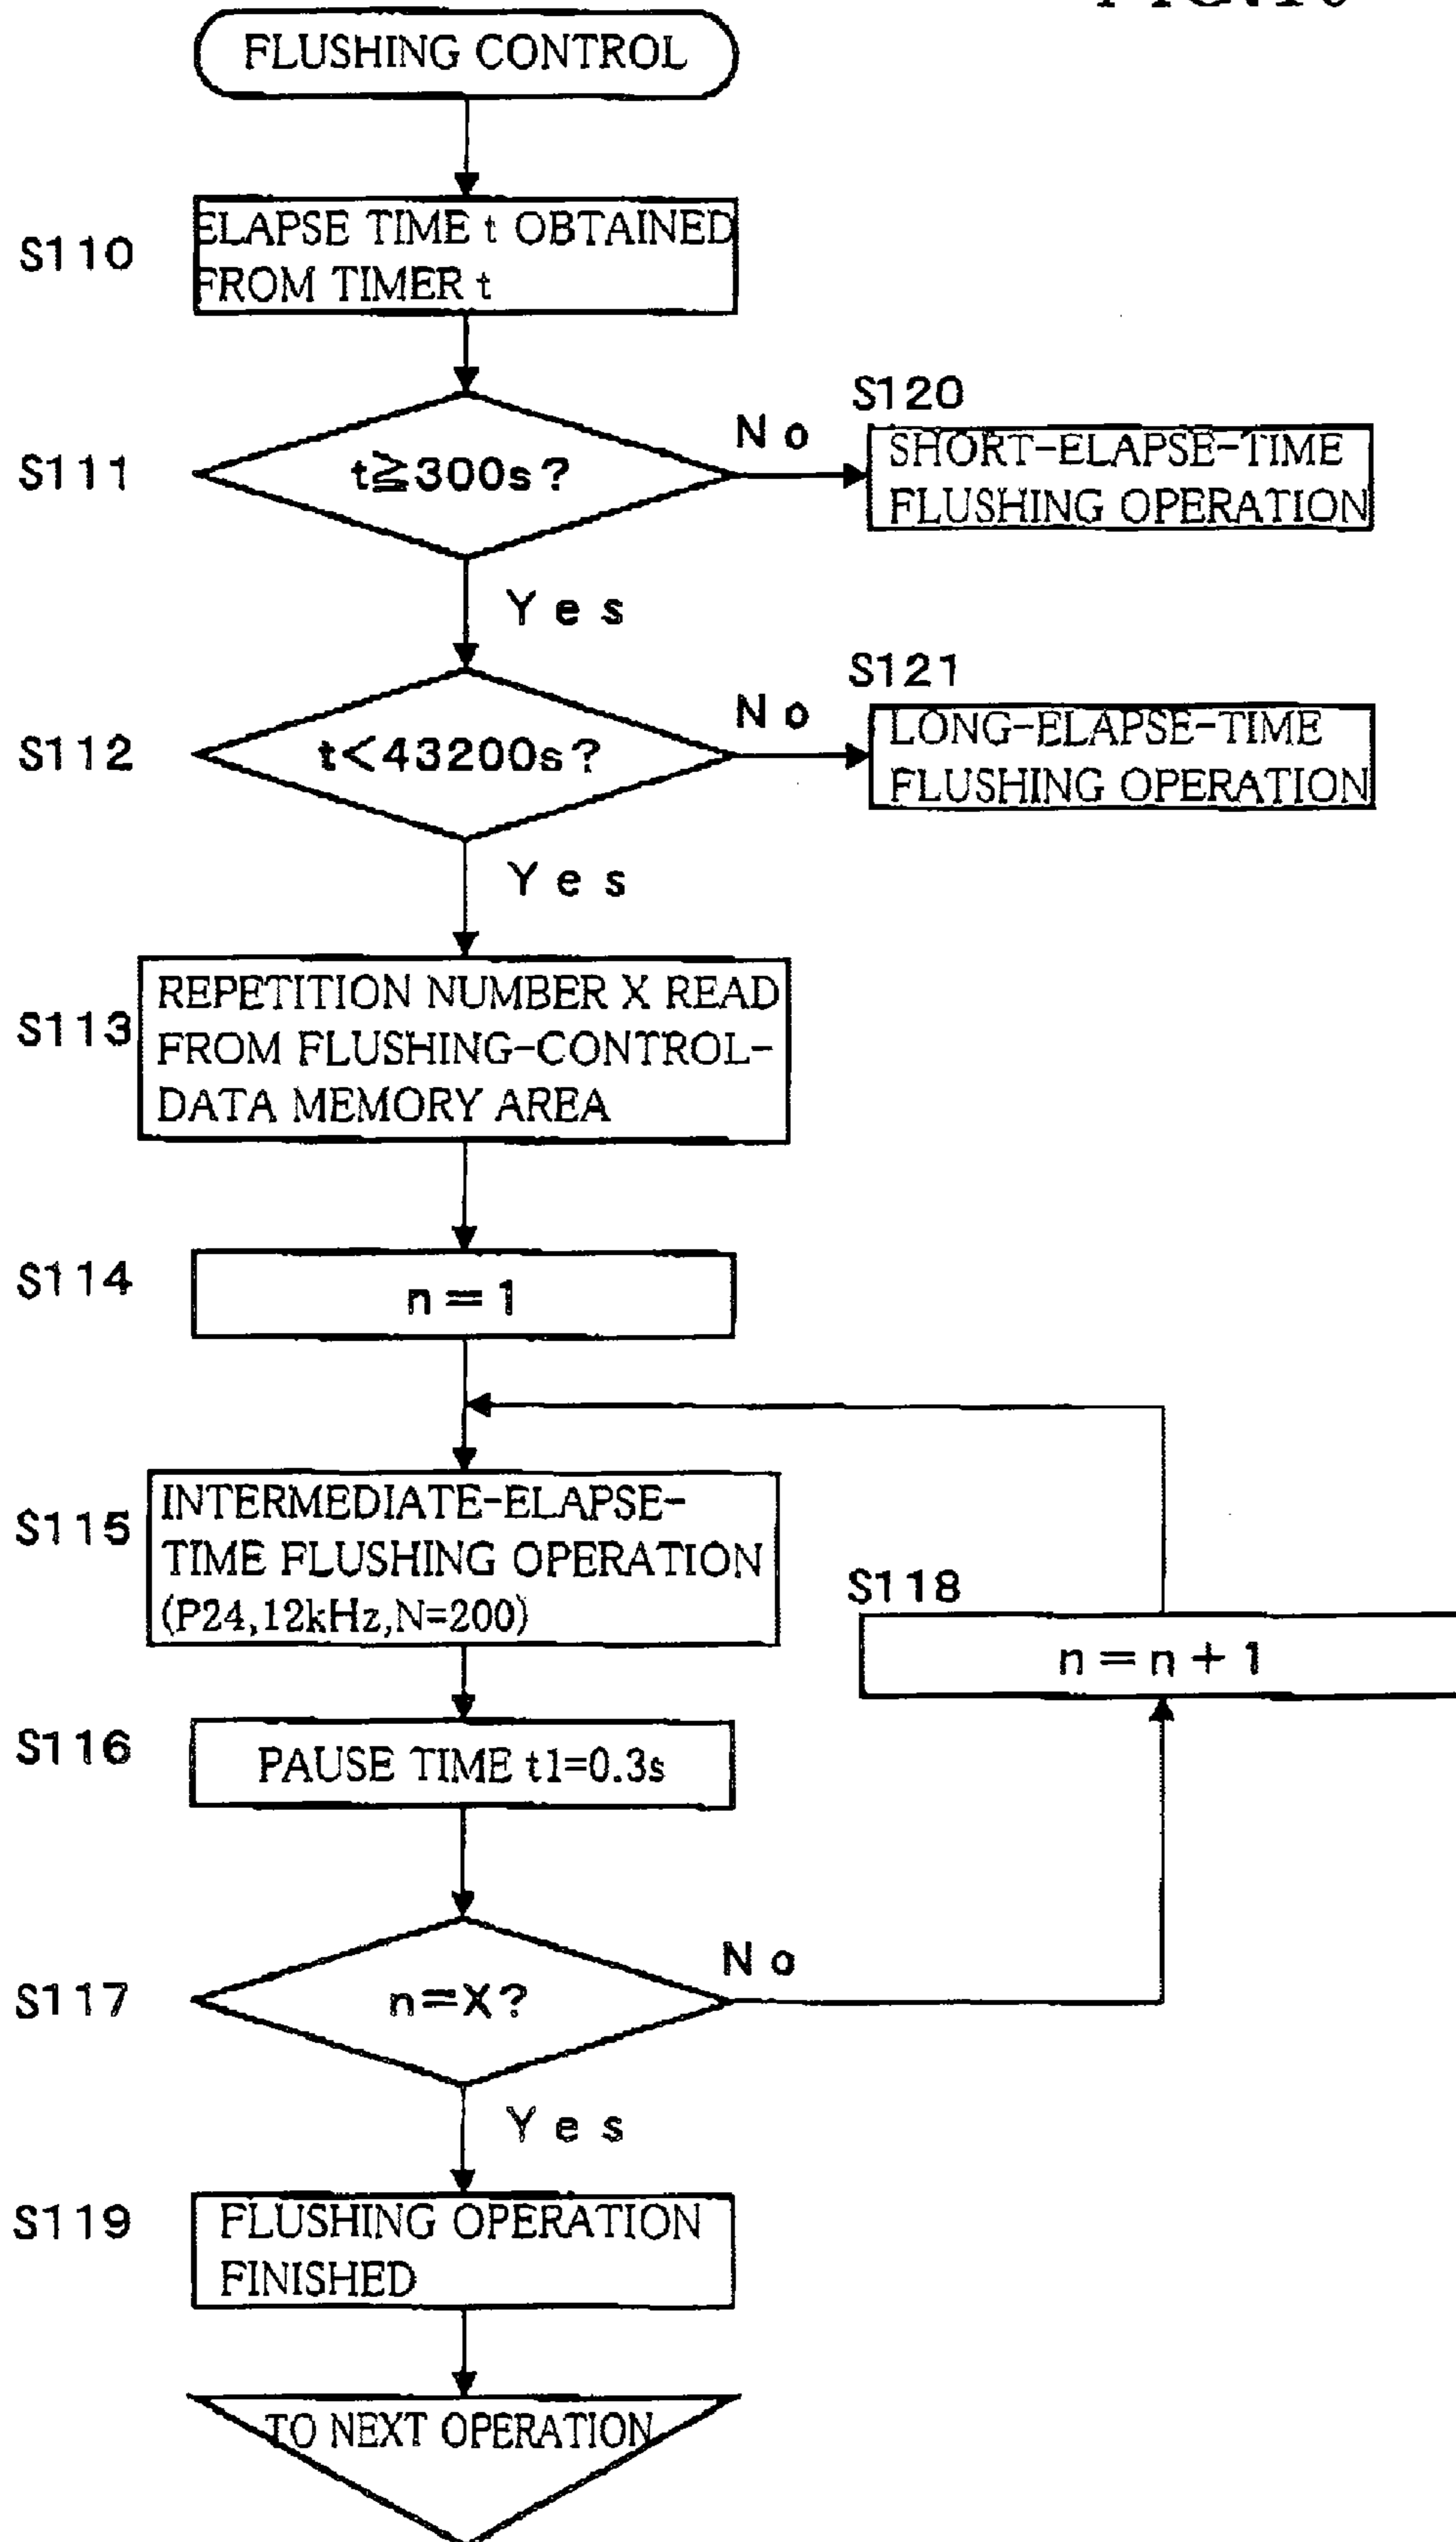 FLUSHING CONTROL
S110
ELAPSE TIME t OBTAINED
FROM TIMER t
S111
t≧300s?
No
S120
SHORT-ELAPSE-TIME
FLUSHING OPERATION
Yes
S112
t<43200s?
No
S121
LONG-ELAPSE-TIME
FLUSHING OPERATION
Yes
S113
REPETITION NUMBER X READ
FROM FLUSHING-CONTROL-
DATA MEMORY AREA
S114
n=1
S115
INTERMEDIATE-ELAPSE-
TIME FLUSHING OPERATION
(P24,12kHz,N=200)
S118
n=n+1
S116
PAUSE TIME t1=0.3s
S117
n=X?
No
Yes
S119
FLUSHING OPERATION
FINISHED
TO NEXT OPERATION